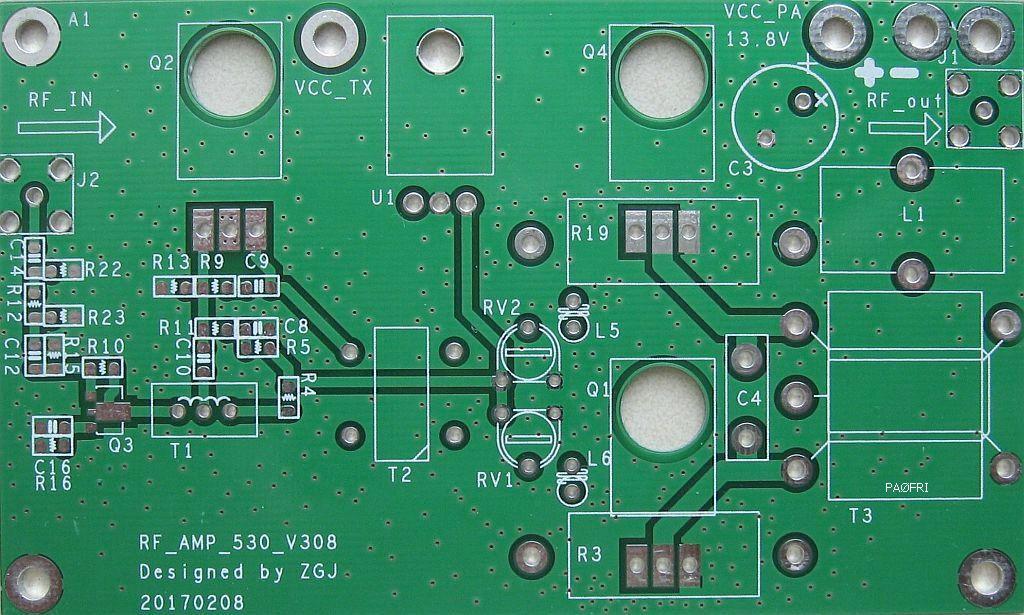 A1
Q2
VCC_TX
Q4
VCC_PA
13.8V
J1
RF_IN
RF_out
C3
J2
U1
R19
L1
C14
R22
R13
R9
C9
R12
R23
R11
C8
RV2
L5
C12
R15
R10
C10
R5
R4
Q1
C4
Q3
T1
T2
RV1
L6
C16
R16
PAØFRI
T3
RF_AMP_530_V308
Designed by ZGJ
20170208
R3